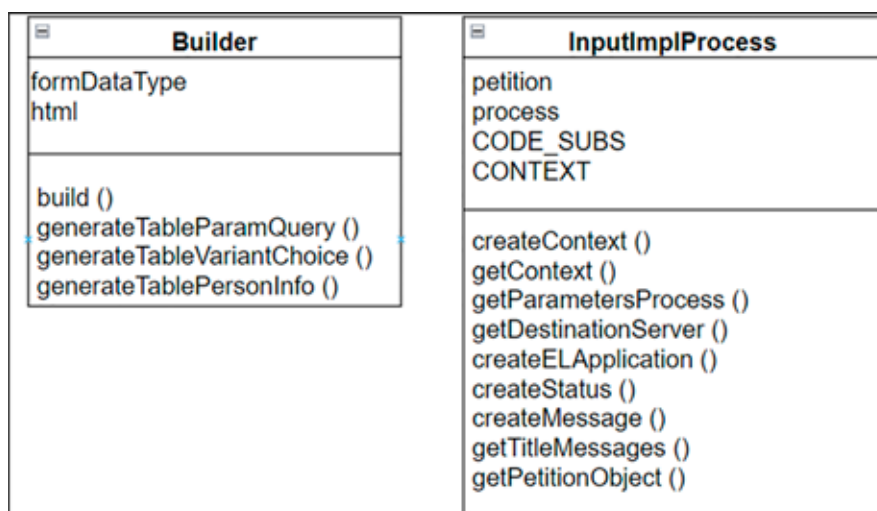 Builder
formDataType
html
build ()
generateTableParamQuery ()
generateTableVariantChoice ()
generateTablePersonInfo ()
InputImplProcess
petition
process
CODE_SUBS
CONTEXT
createContext ()
getContext ()
getParametersProcess ()
getDestinationServer ()
createELApplication ()
createStatus ()
createMessage ()
getTitleMessages ()
getPetitionObject ()